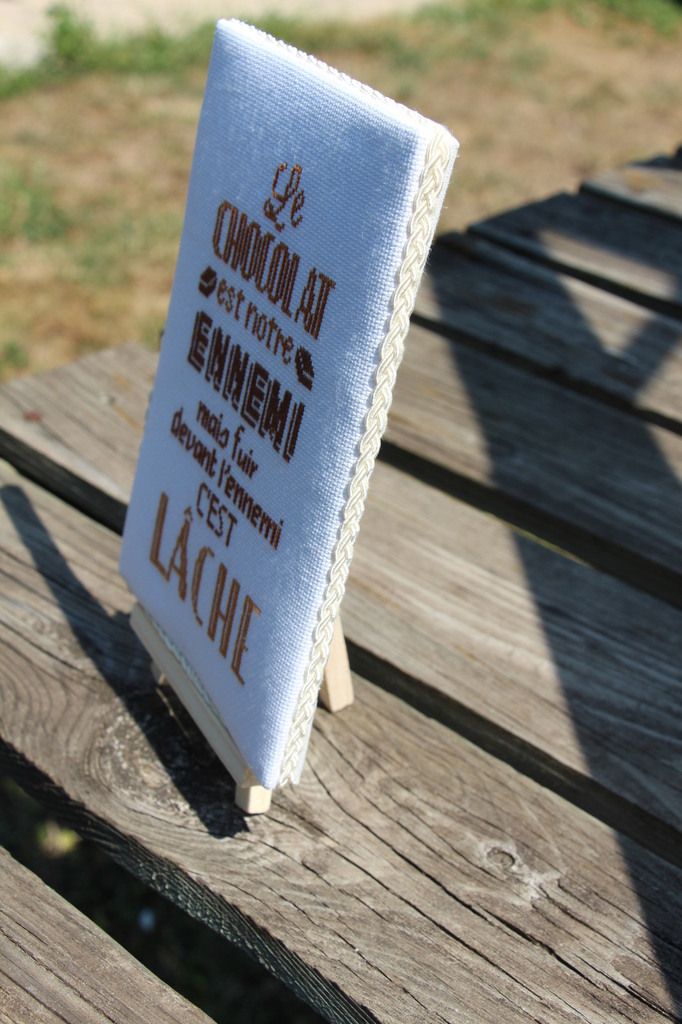 Le
CHOCOLAT
est notre
ENNEMI
mais fuir
devant l'ennemi
C'EST
LÂCHE